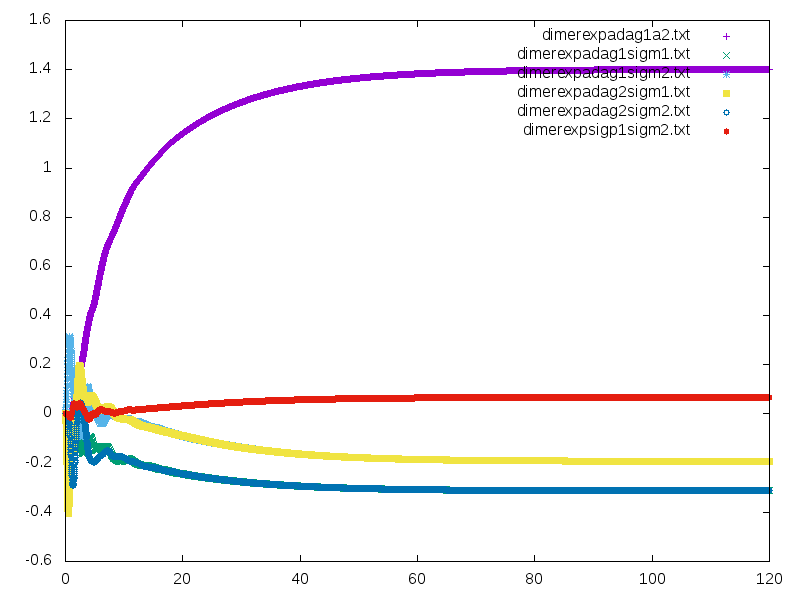 1.6
1.4
1.2
1
0.8
0.6
0.4
0.2
0
-0.2
-0.4
-0.6
0 20 40 60 80 100 120
dimerexpadag1a2.txt
dimerexpadag1sigm1.txt
dimerexpadag1sigm2.txt
dimerexpadag2sigm1.txt
dimerexpadag2sigm2.txt
dimerexpsigp1sigm2.txt